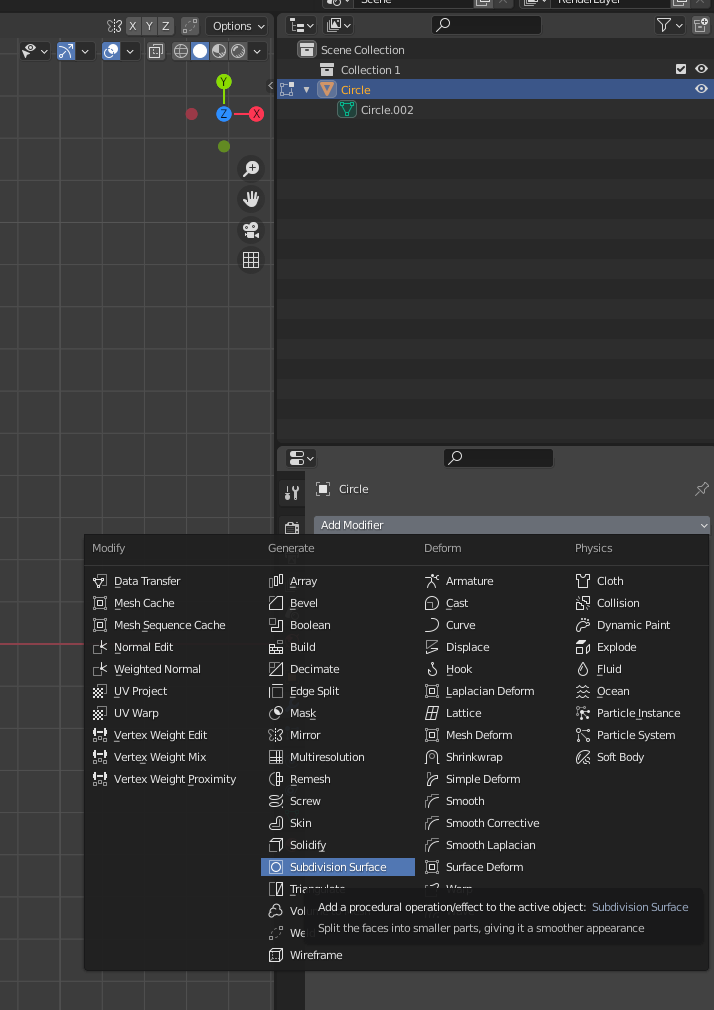 Scene
RenderLayer
X Y Z
Options
Scene Collection
Collection 1
Circle
Circle.002
Y
Z
X
Circle
Add Modifier
Modify
Data Transfer
Mesh Cache
Mesh Sequence Cache
Normal Edit
Weighted Normal
UV Project
UV Warp
Vertex Weight Edit
Vertex Weight Mix
Vertex Weight Proximity
Generate
Array
Bevel
Boolean
Build
Decimate
Edge Split
Mask
Mirror
Multiresolution
Remesh
Screw
Skin
Solidify
Subdivision Surface
Triangulate
Wireframe
Deform
Armature
Cast
Curve
Displace
Hook
Laplacian Deform
Lattice
Mesh Deform
Shrinkwrap
Simple Deform
Smooth
Smooth Corrective
Smooth Laplacian
Surface Deform
Warp
Physics
Cloth
Collision
Dynamic Paint
Explode
Fluid
Ocean
Particle Instance
Particle System
Soft Body
Add a procedural operation/effect to the active object: Subdivision Surface
Split the faces into smaller parts, giving it a smoother appearance